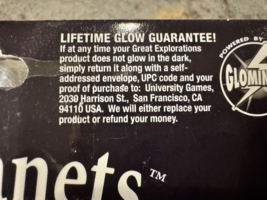 LIFETIME GLOW GUARANTEE!
If at any time your Great Explorations
product does not glow in the dark,
simply return it along with a self-
addressed envelope, UPC code and your
proof of purchase to: University Games,
2030 Harrison St., San Francisco, CA
94110 USA. We will either replace your
product or refund your money.
POWERED BY
GLOMIN
anets™